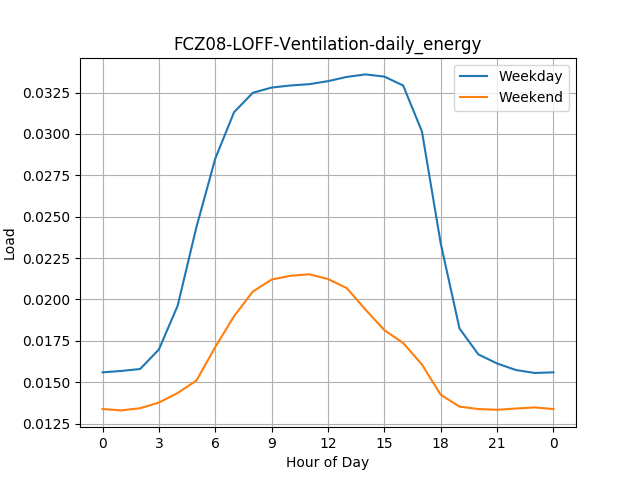 FCZ08-LOFF-Ventilation-daily_energy
Weekday
Weekend
Load
0.0325
0.0300
0.0275
0.0250
0.0225
0.0200
0.0175
0.0150
0.0125
0 3 6 9 12 15 18 21 0
Hour of Day